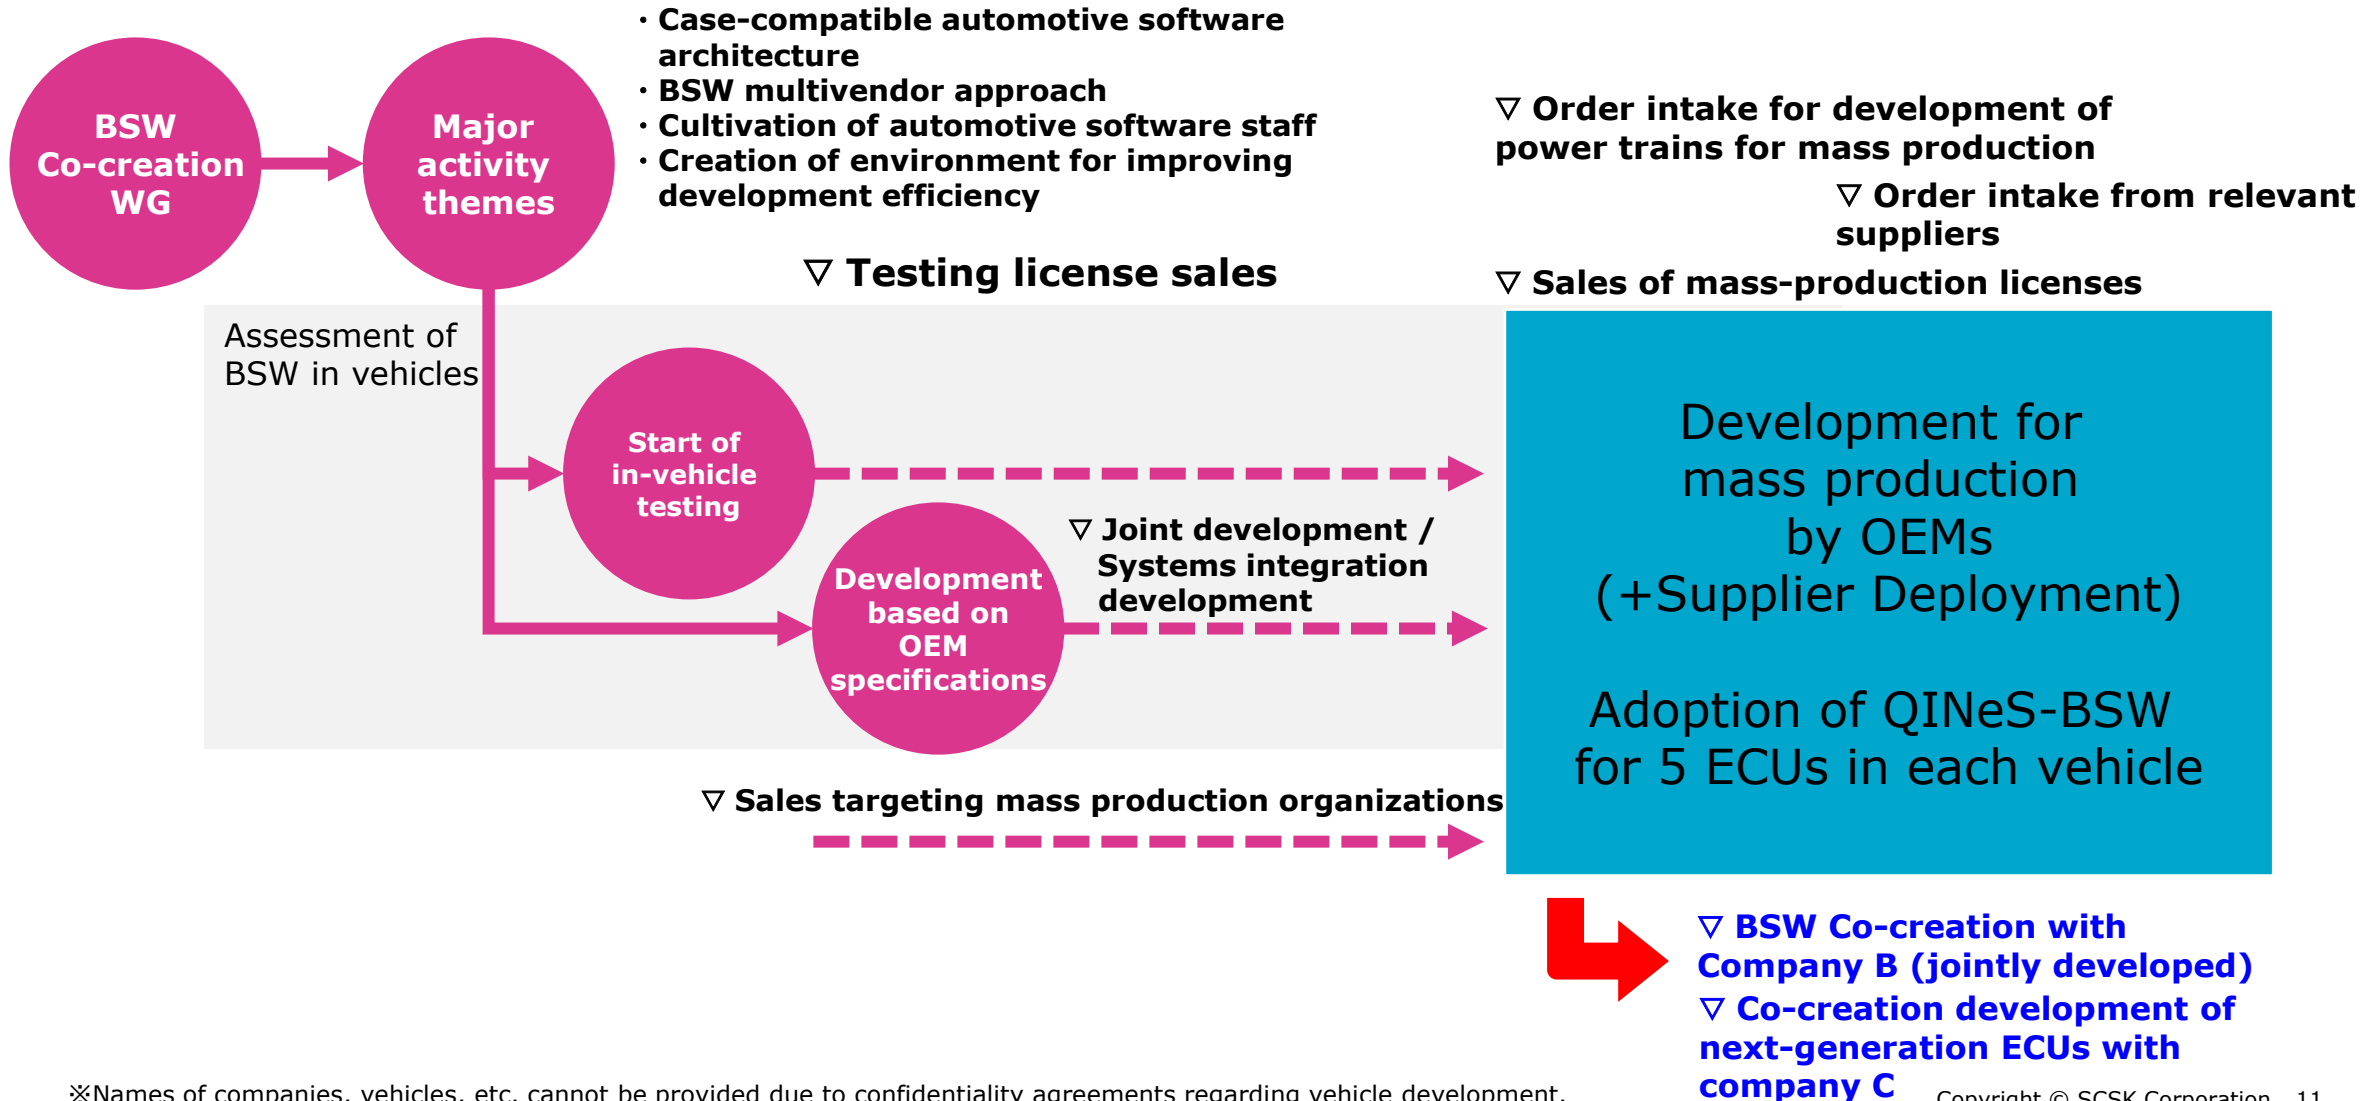 ・Case-compatible automotive software
architecture
・BSW multivendor approach
・Cultivation of automotive software staff
・Creation of environment for improving
development efficiency
BSW
Co-creation
WG
Major
activity
themes
▽ Order intake for development of
power trains for mass production
▽ Order intake from relevant
suppliers
▽ Testing license sales
▽ Sales of mass-production licenses
Assessment of
BSW in vehicles
Start of
in-vehicle
testing
▽ Joint development /
Systems integration
development
Development
based on
OEM
specifications
Development for
mass production
by OEMs
(+Supplier Deployment)
Adoption of QINeS-BSW
for 5 ECUs in each vehicle
▽ Sales targeting mass production organizations
▽ BSW Co-creation with
Company B (jointly developed)
▽ Co-creation development of
next-generation ECUs with
company C
※Names of companies, vehicles, etc. cannot be provided due to confidentiality agreements regarding vehicle development.
Copyright © SCSK Corporation 11